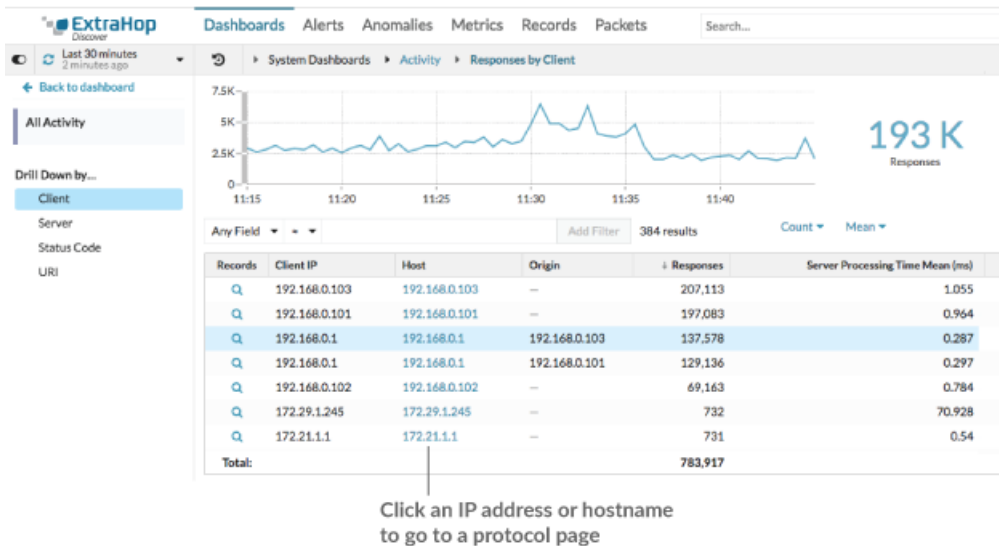 ExtraHop
Discover
Dashboards Alerts Anomalies Metrics Records Packets Search...
Last 30 minutes
2 minutes ago
System Dashboards Activity Responses by Client
Back to dashboard
All Activity
Drill Down by...
Client
Server
Status Code
URI
7.5K
5K
2.5K
0
11:15 11:20 11:25 11:30 11:35 11:40
193 K
Responses
Any Field = Add Filter 384 results Count Mean
Records Client IP Host Origin Responses Server Processing Time Mean (ms)
192.168.0.103 192.168.0.103 — 207,113 1.055
192.168.0.101 192.168.0.101 — 197,083 0.964
192.168.0.1 192.168.0.1 192.168.0.103 137,578 0.287
192.168.0.1 192.168.0.1 192.168.0.101 129,136 0.297
192.168.0.102 192.168.0.102 — 69,163 0.784
172.29.1.245 172.29.1.245 — 732 70.928
172.21.1.1 172.21.1.1 — 731 0.54
Total: 783,917
Click an IP address or hostname
to go to a protocol page